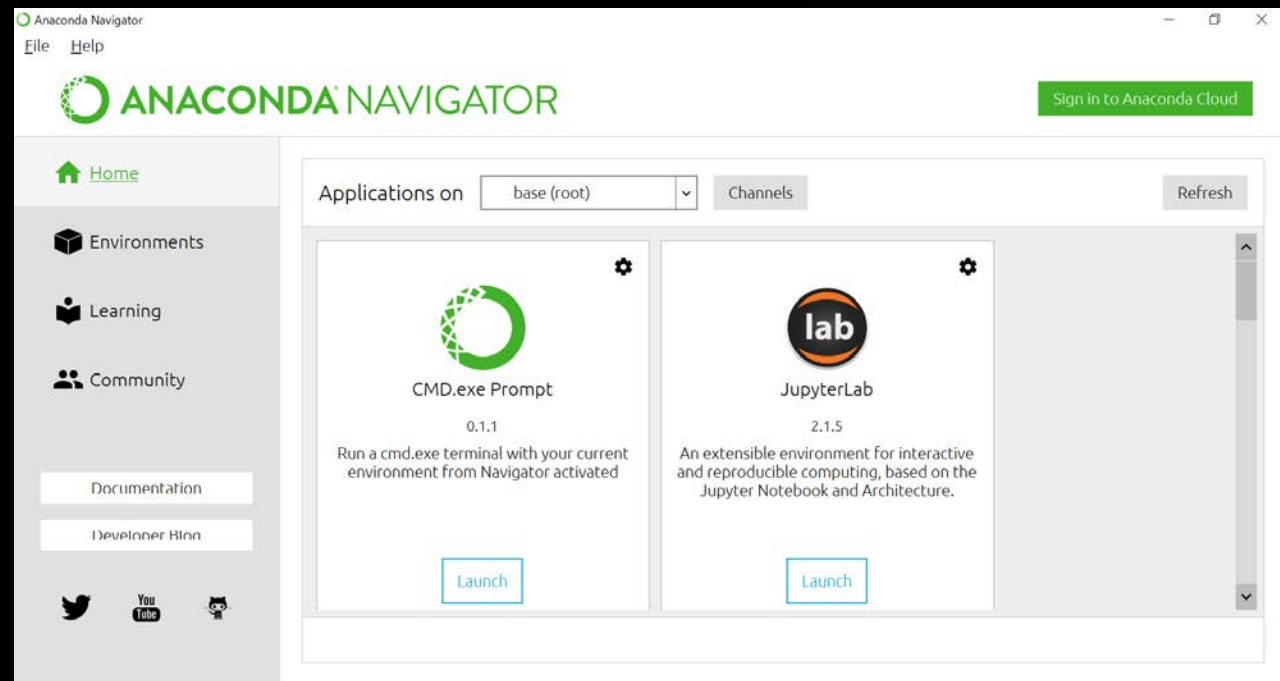 Anaconda Navigator
File Help
ANACONDA NAVIGATOR
Sign in to Anaconda Cloud
Home
Environments
Learning
Community
Documentation
Developer Blog
You
Tube
Applications on base (root) Channels Refresh
CMD.exe Prompt
0.1.1
Run a cmd.exe terminal with your current
environment from Navigator activated
Launch
lab
JupyterLab
2.1.5
An extensible environment for interactive
and reproducible computing, based on the
Jupyter Notebook and Architecture.
Launch